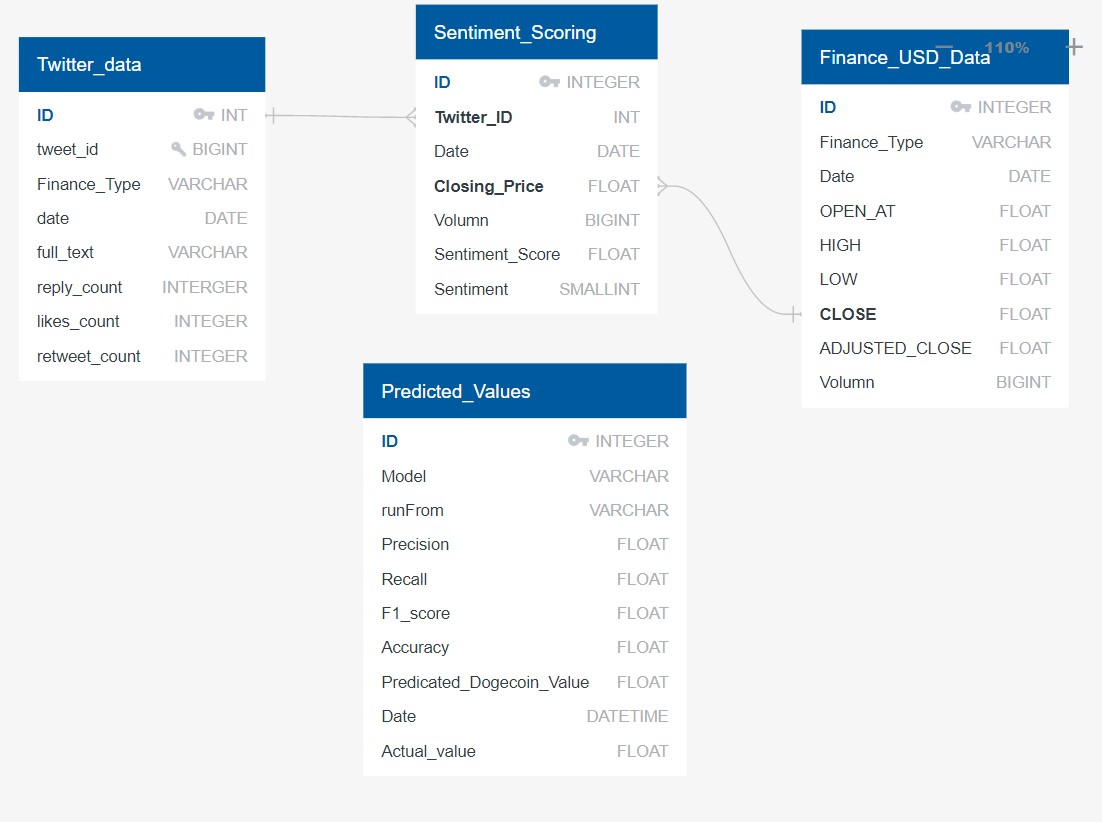 Twitter_data
ID INT
tweet_id BIGINT
Finance_Type VARCHAR
date DATE
full_text VARCHAR
reply_count INTERGER
likes_count INTEGER
retweet_count INTEGER
Sentiment_Scoring
ID INTEGER
Twitter_ID INT
Date DATE
Closing_Price FLOAT
Volumn BIGINT
Sentiment_Score FLOAT
Sentiment SMALLINT
Finance_USD_Data
— 110% +
ID INTEGER
Finance_Type VARCHAR
Date DATE
OPEN_AT FLOAT
HIGH FLOAT
LOW FLOAT
CLOSE FLOAT
ADJUSTED_CLOSE FLOAT
Volumn BIGINT
Predicted_Values
ID INTEGER
Model VARCHAR
runFrom VARCHAR
Precision FLOAT
Recall FLOAT
F1_score FLOAT
Accuracy FLOAT
Predicated_Dogecoin_Value FLOAT
Date DATETIME
Actual_value FLOAT